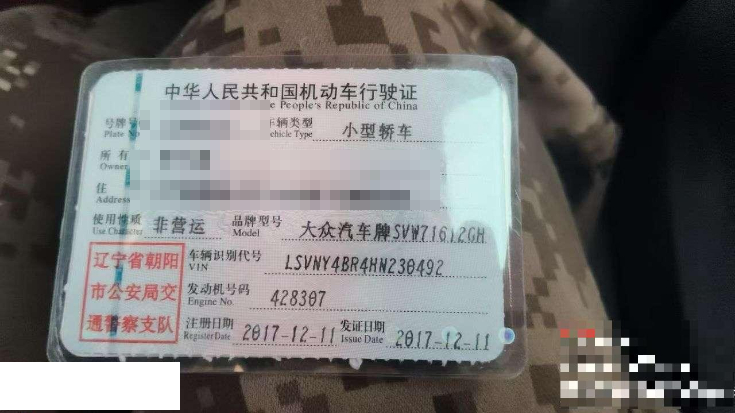 中华人民共和国机动车行驶证
e People's Republic of China
号牌号
Plate No
车辆类型
ehicle Type
小型轿车
所有
Owner
住
Address
使用性质
Use Character
非营运
品牌型号
Model
大众汽车牌SVW71612GH
辽宁省朝阳
市公安局交
通警察支队
车辆识别代号
VIN
LSVNY4BR4HN230492
发动机号码
Engine No.
428307
注册日期
RegisterDate
2017-12-11
发证日期
Issue Date
2017-12-11